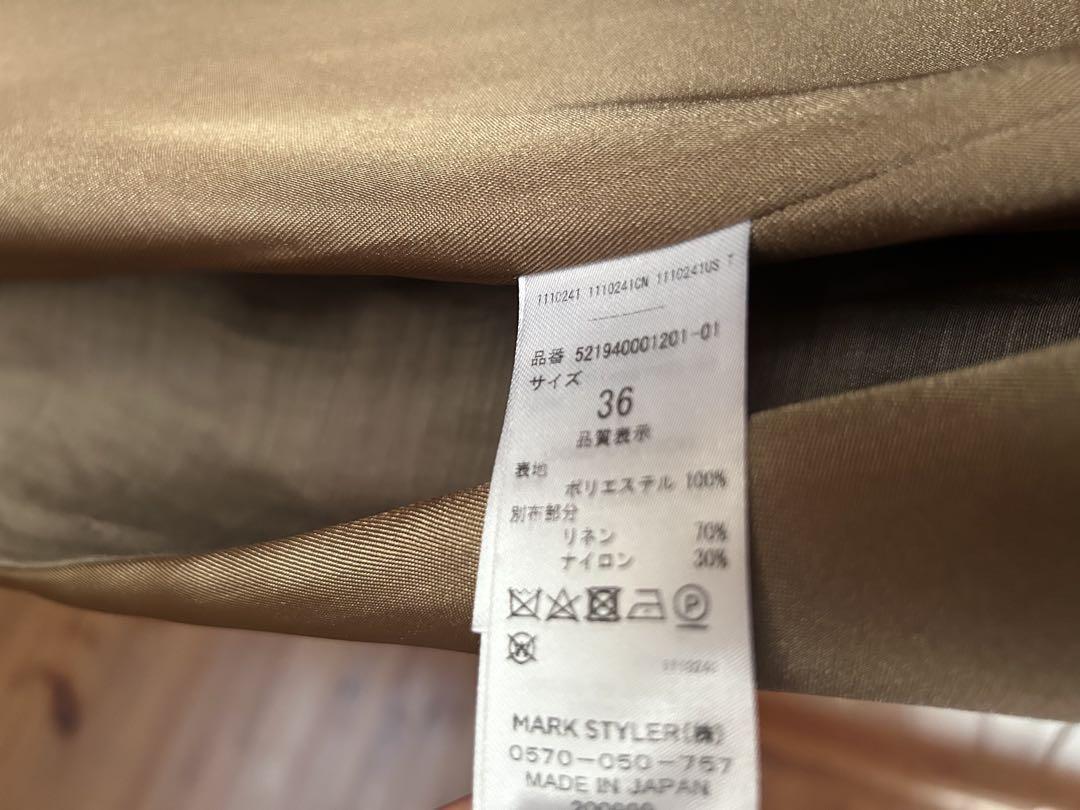 1110241 1110241CN 1110241US T
品番 521940001201-01
サイズ
36
品質表示
表地
ポリエステル 100%
別布部分
リネン 70%
ナイロン 30%
P
W
MARK STYLER(株)
0570-050-757
MADE IN JAPAN